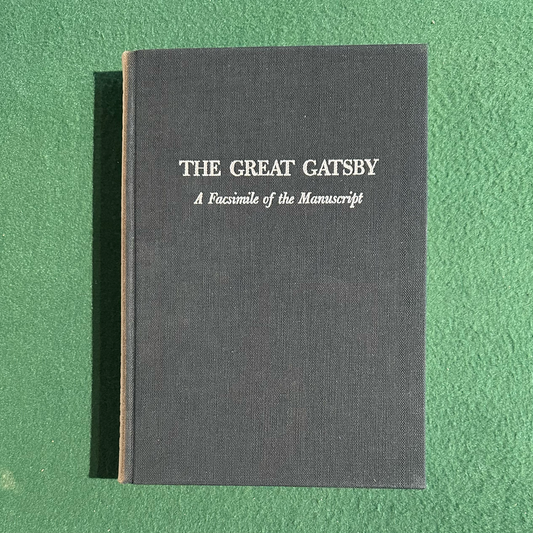 THE GREAT GATSBY
A Facsimile of the Manuscript